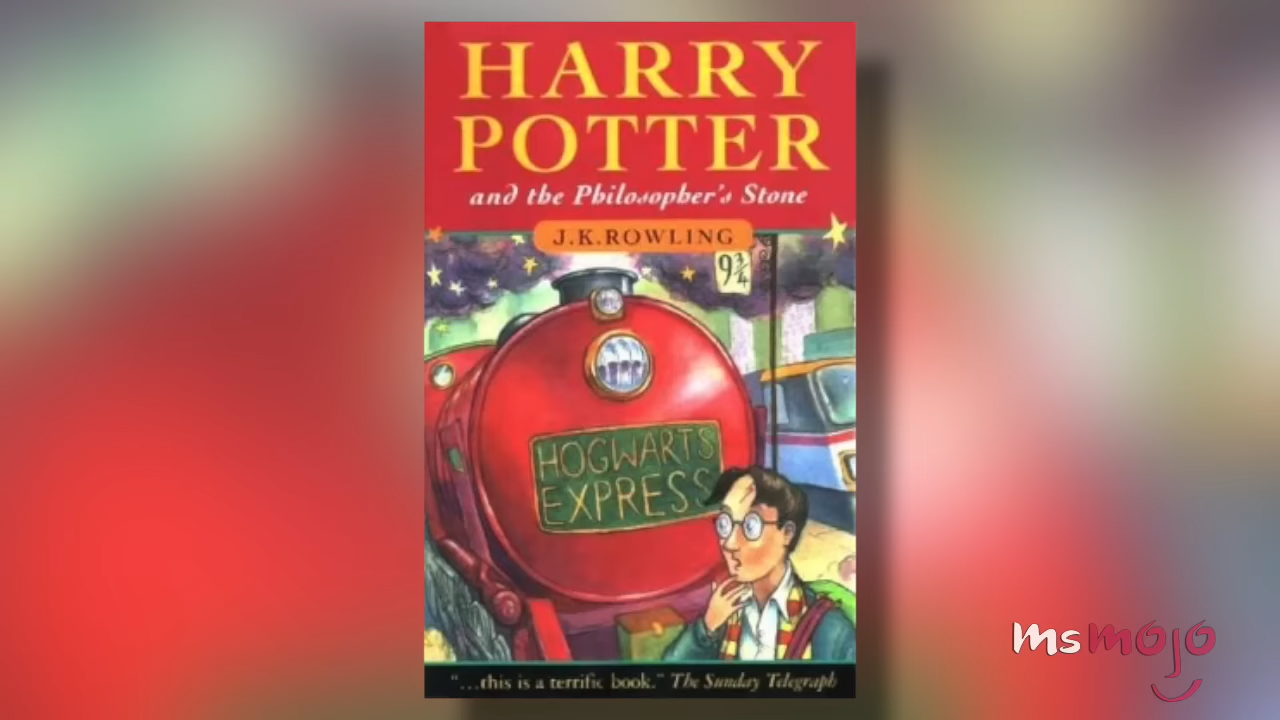 HARRY
POTTER
and the Philosopher's Stone
J.K.ROWLING
9¾
HOGWARTS
EXPRESS
"...this is a terrific book." The Sunday Telegraph
msmojo